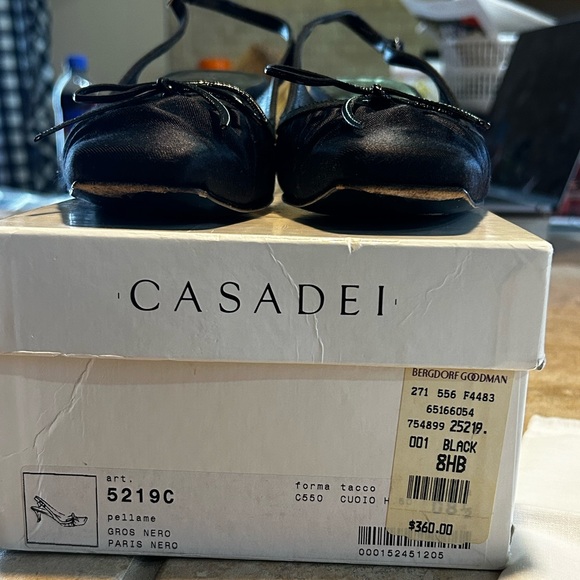 CASADEI
BERGDORF GOODMAN
271 556 F4483
65166054
754899 25219.
001 BLACK
8HB
$360.00
art.
5219C
pellame
GROS NERO
PARIS NERO
forma tacco
C550 CUOIO H
000152451205